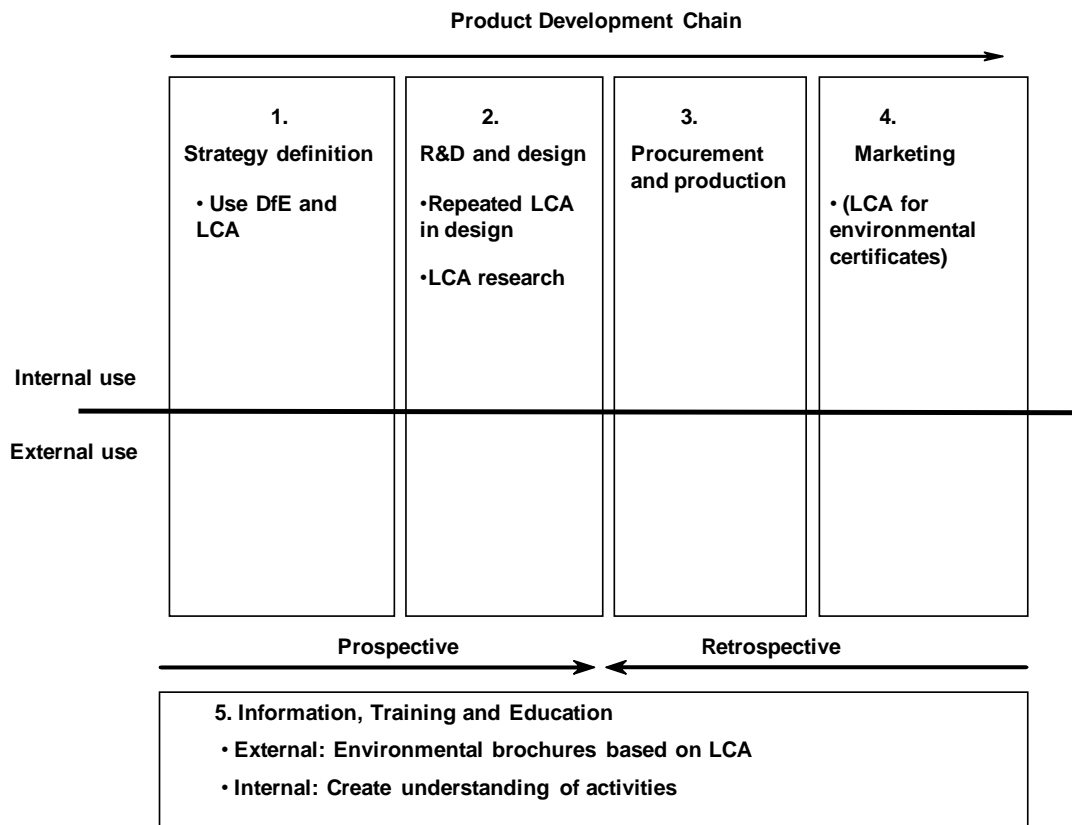 Product Development Chain
1.
Strategy definition
• Use DfE and
LCA
2.
R&D and design
•Repeated LCA
in design
•LCA research
3.
Procurement
and production
4.
Marketing
• (LCA for
environmental
certificates)
Internal use
External use
Prospective
Retrospective
5. Information, Training and Education
• External: Environmental brochures based on LCA
• Internal: Create understanding of activities